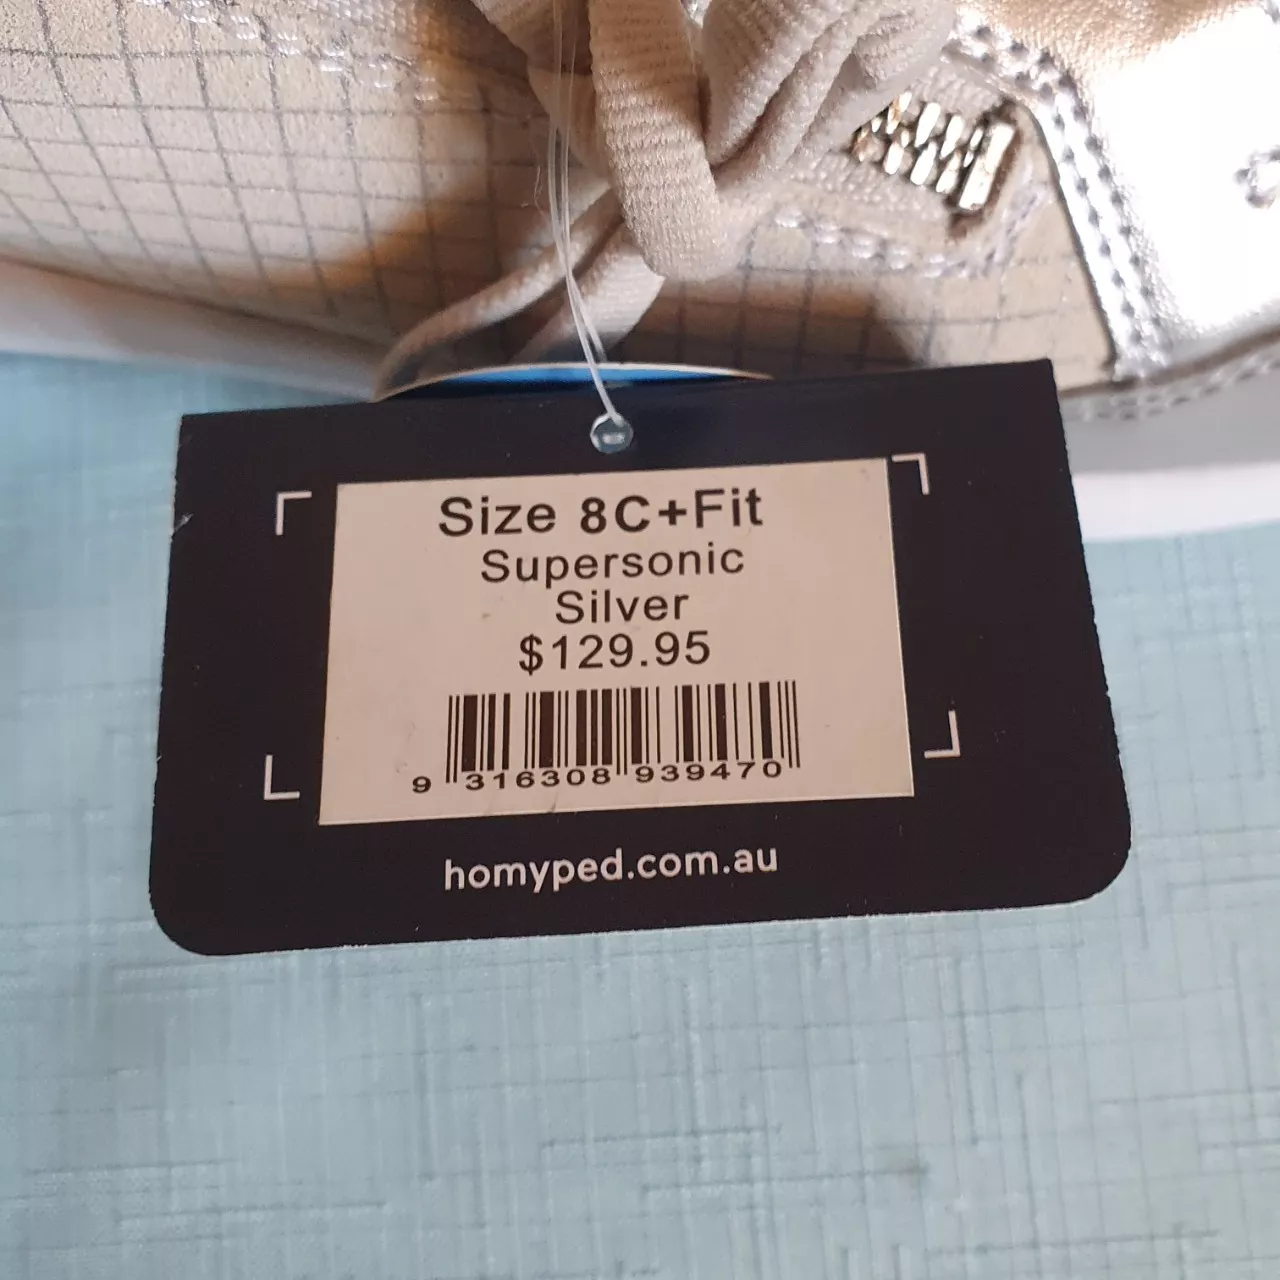 Size 8C+Fit
Supersonic
Silver
$129.95
9 316308 939470
homyped.com.au